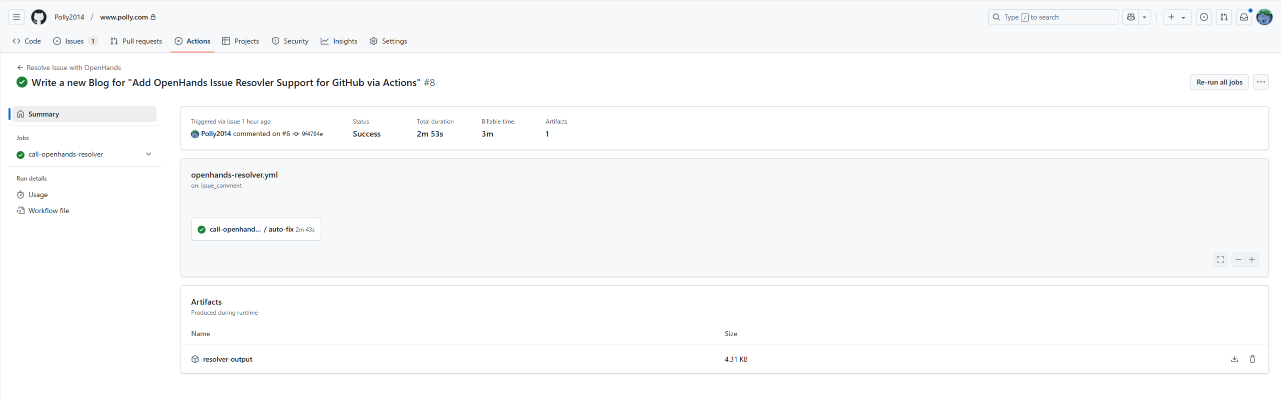 Polly2014 / www.polly.com
Type / to search
Code Issues 1 Pull requests Actions Projects Security Insights Settings
Resolve Issue with OpenHands
Write a new Blog for "Add OpenHands Issue Resovler Support for GitHub via Actions" #8
Re-run all jobs
Summary
Jobs
call-openhands-resolver
Run details
Usage
Workflow file
Triggered via issue 1 hour ago
Polly2014 commented on #6 9f4784e
Status
Success
Total duration
2m 53s
Billable time
3m
Artifacts
1
openhands-resolver.yml
on: issue_comment
call-openhand... / auto-fix 2m 43s
Artifacts
Produced during runtime
Name Size
resolver-output 4.31 KB